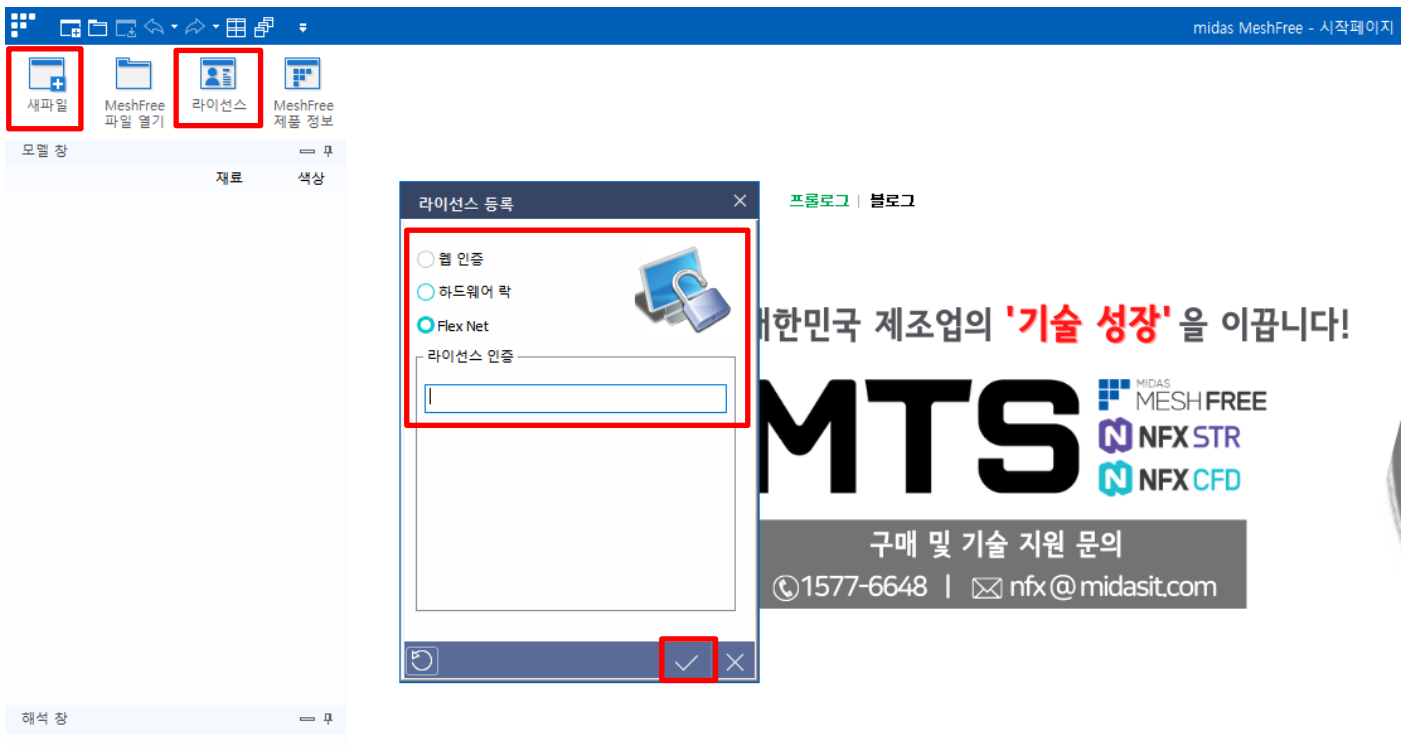 midas MeshFree - 시작페이지
새파일
MeshFree
파일 열기
라이선스
MeshFree
제품 정보
모델 창
재료 색상
라이선스 등록
웹 인증
하드웨어 락
Flex Net
라이선스 인증
프롤로그 | 블로그
대한민국 제조업의 '기술 성장' 을 이끕니다!
MTS
MIDAS
MESHFREE
NFX STR
NFX CFD
구매 및 기술 지원 문의
1577-6648 | nfx@midasit.com
해석 창